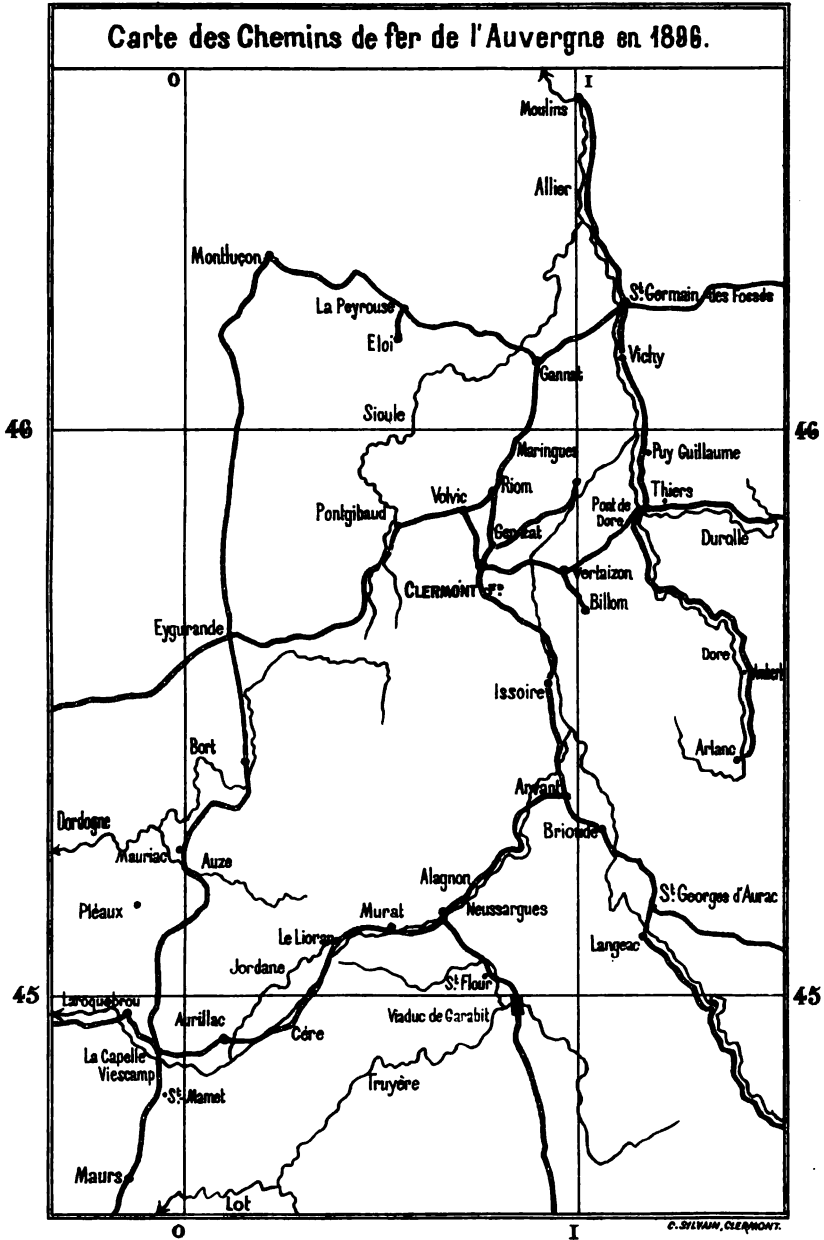 Carte des Chemins de fer de l'Auvergne en 1896.
O
I
Moulins
Allier
Montluçon
La Peyrouse
St. Germain des Fossés
Eloi
Vichy
Gannat
Sioule
46
46
Maringues
Puy Guillaume
Riom
Volvic
Thiers
Pontgibaud
Pont de
Dore
Gerzat
Durolle
Vertaizon
CLERMONT-Fd.
Billom
Eygurande
Dore
Ambert
Issoire
Bort
Arlanc
Arvant
Dordogne
Brioude
Mauriac
Auze
Alagnon
St. Georges d'Aurac
Pléaux
Murat
Neussargues
Le Lioran
Langeac
Jordane
St. Flour
45
45
Laroquebrou
Aurillac
Viaduc de Garabit
Cére
La Capelle
Viescamp
Truyère
St. Mamet
Maurs
Lot
O
I
C. SILVAIN, CLERMONT.